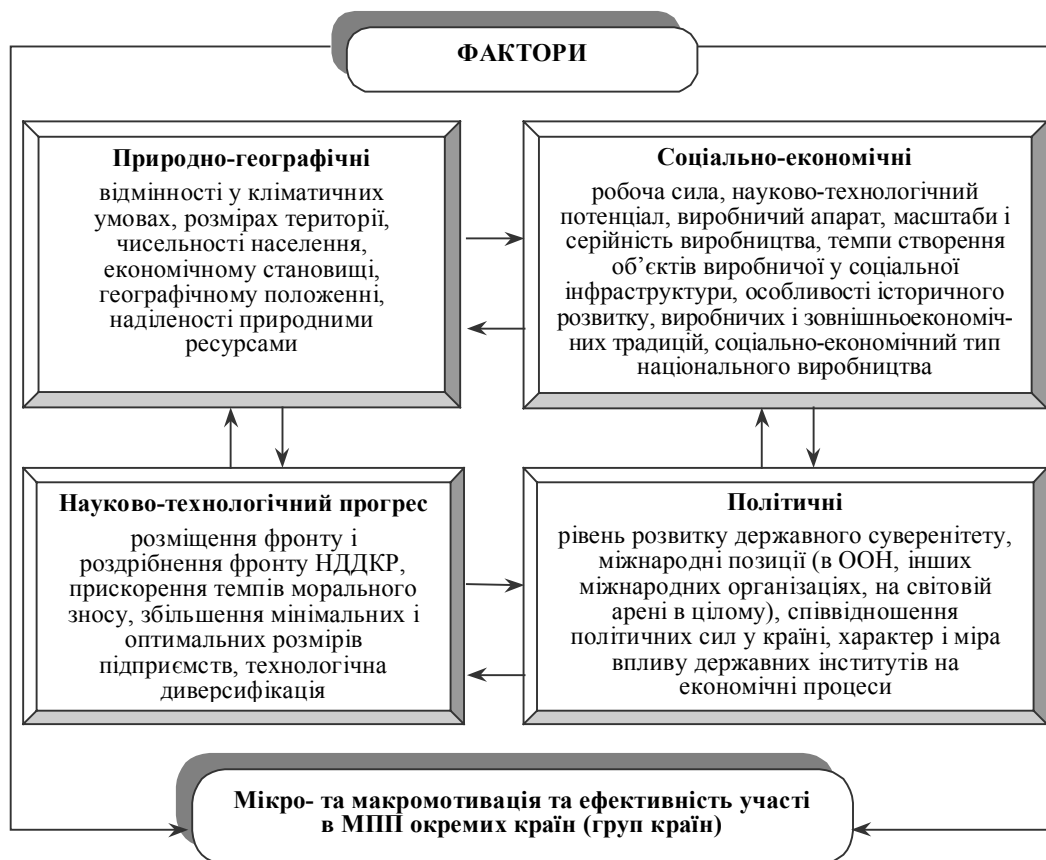 ФАКТОРИ
Природно-географічні
відмінності у кліматичних
умовах, розмірах території,
чисельності населення,
економічному становищі,
географічному положенні,
наділеності природними
ресурсами
Соціально-економічні
робоча сила, науково-технологічний
потенціал, виробничий апарат, масштаби і
серійність виробництва, темпи створення
об’єктів виробничої у соціальної
інфраструктури, особливості історичного
розвитку, виробничих і зовнішньоекономіч-
них традицій, соціально-економічний тип
національного виробництва
Науково-технологічний прогрес
розміщення фронту і
роздрібнення фронту НДДКР,
прискорення темпів морального
зносу, збільшення мінімальних і
оптимальних розмірів
підприємств, технологічна
диверсифікація
Політичні
рівень розвитку державного суверенітету,
міжнародні позиції (в ООН, інших
міжнародних організаціях, на світовій
арені в цілому), співвідношення
політичних сил у країні, характер і міра
впливу державних інститутів на
економічні процеси
Мікро- та макромотивація та ефективність участі
в МПП окремих країн (груп країн)